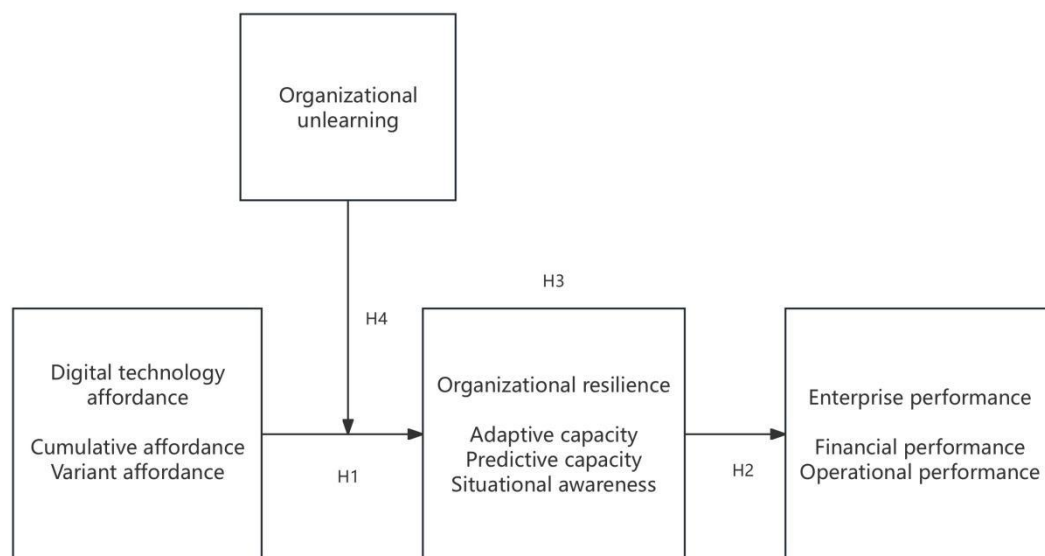 Organizational
unlearning
H3
H4
Digital technology
affordance
Cumulative affordance
Variant affordance
H1
Organizational resilience
Adaptive capacity
Predictive capacity
Situational awareness
H2
Enterprise performance
Financial performance
Operational performance